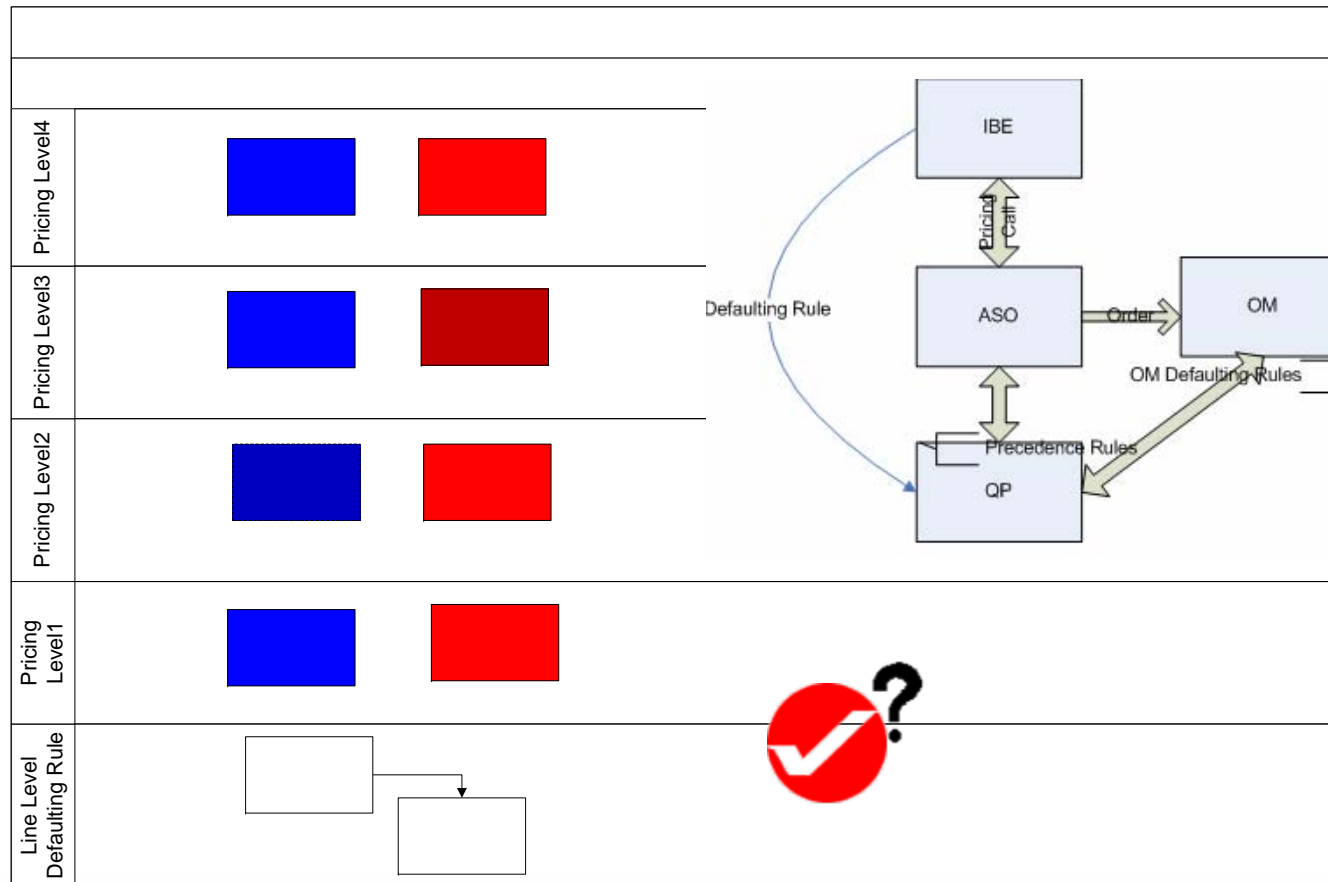 Pricing Level4
Pricing Level3
Pricing Level2
Pricing
Level1
Line Level
Defaulting Rule
IBE
Pricing
Call
Defaulting Rule
ASO
Order
OM
OM Defaulting Rules
Precedence Rules
QP
?